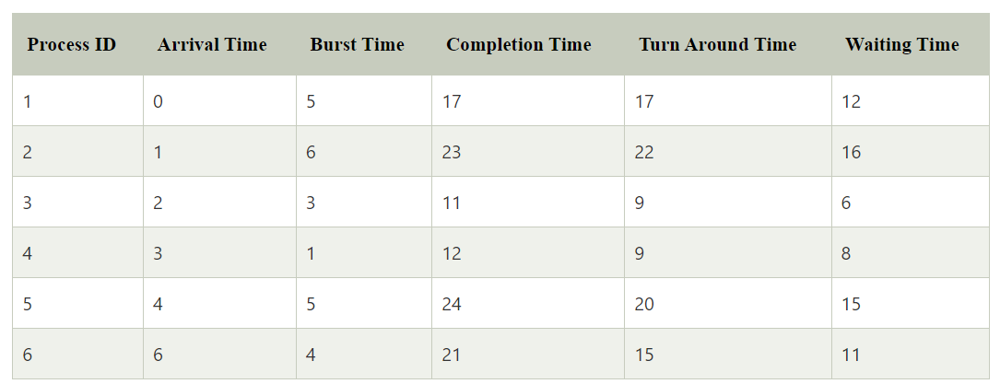 Process ID Arrival Time Burst Time Completion Time Turn Around Time Waiting Time
1 0 5 17 17 12
2 1 6 23 22 16
3 2 3 11 9 6
4 3 1 12 9 8
5 4 5 24 20 15
6 6 4 21 15 11